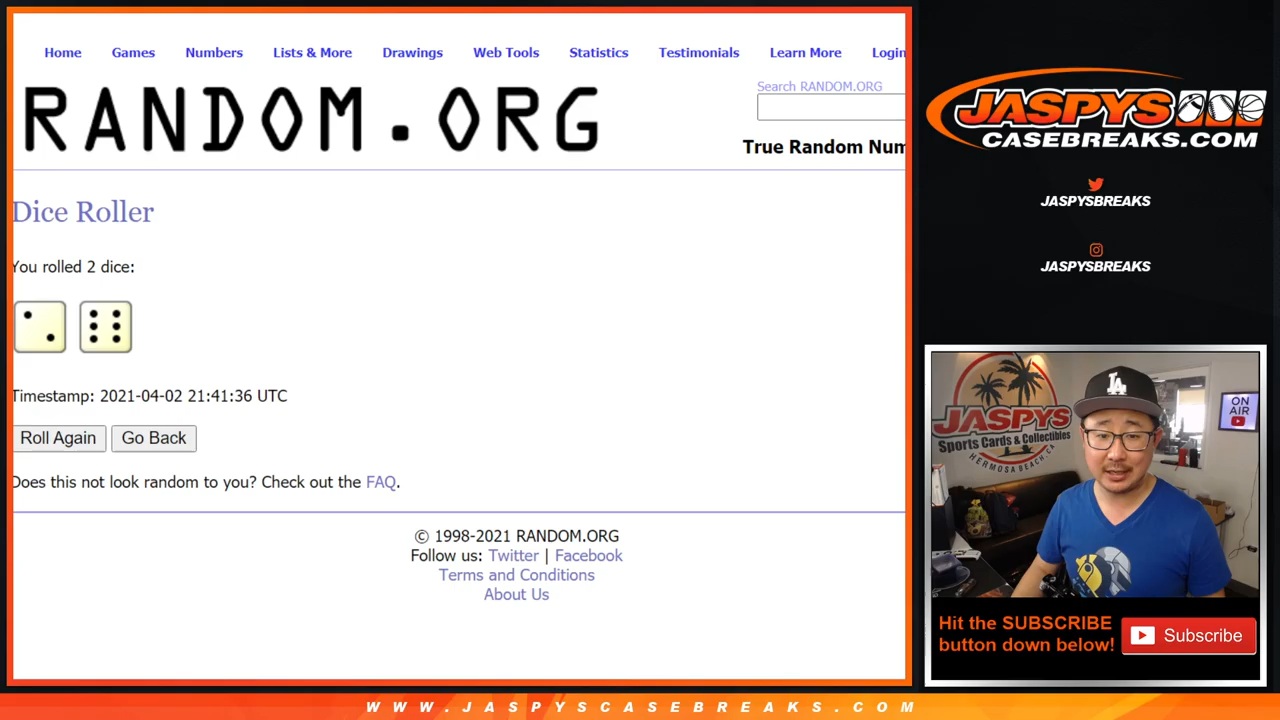 Home Games Numbers Lists & More Drawings Web Tools Statistics Testimonials Learn More Login
RANDOM.ORG
Search RANDOM.ORG
True Random Num
Dice Roller
You rolled 2 dice:
Timestamp: 2021-04-02 21:41:36 UTC
Roll Again Go Back
Does this not look random to you? Check out the FAQ.
© 1998-2021 RANDOM.ORG
Follow us: Twitter | Facebook
Terms and Conditions
About Us
JASPYS
CASEBREAKS.COM
JASPYSBREAKS
JASPYSBREAKS
JASPYS
Sports Cards & Collectibles
HERMOSA BEACH, CA
LA
ON
AIR
Hit the SUBSCRIBE
button down below!
Subscribe
WWW.JASPYSCASEBREAKS.COM